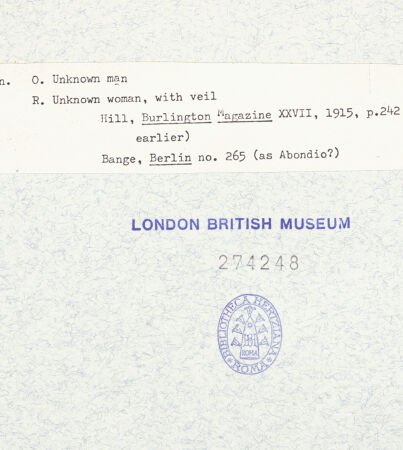 n. O. Unknown man
R. Unknown woman, with veil
Hill, Burlington Magazine XXVII, 1915, p.242
earlier)
Bange, Berlin no. 265 (as Abondio?)
LONDON BRITISH MUSEUM
274248
BIBLIOTHECA HERTZIANA
ROMA
ROMA